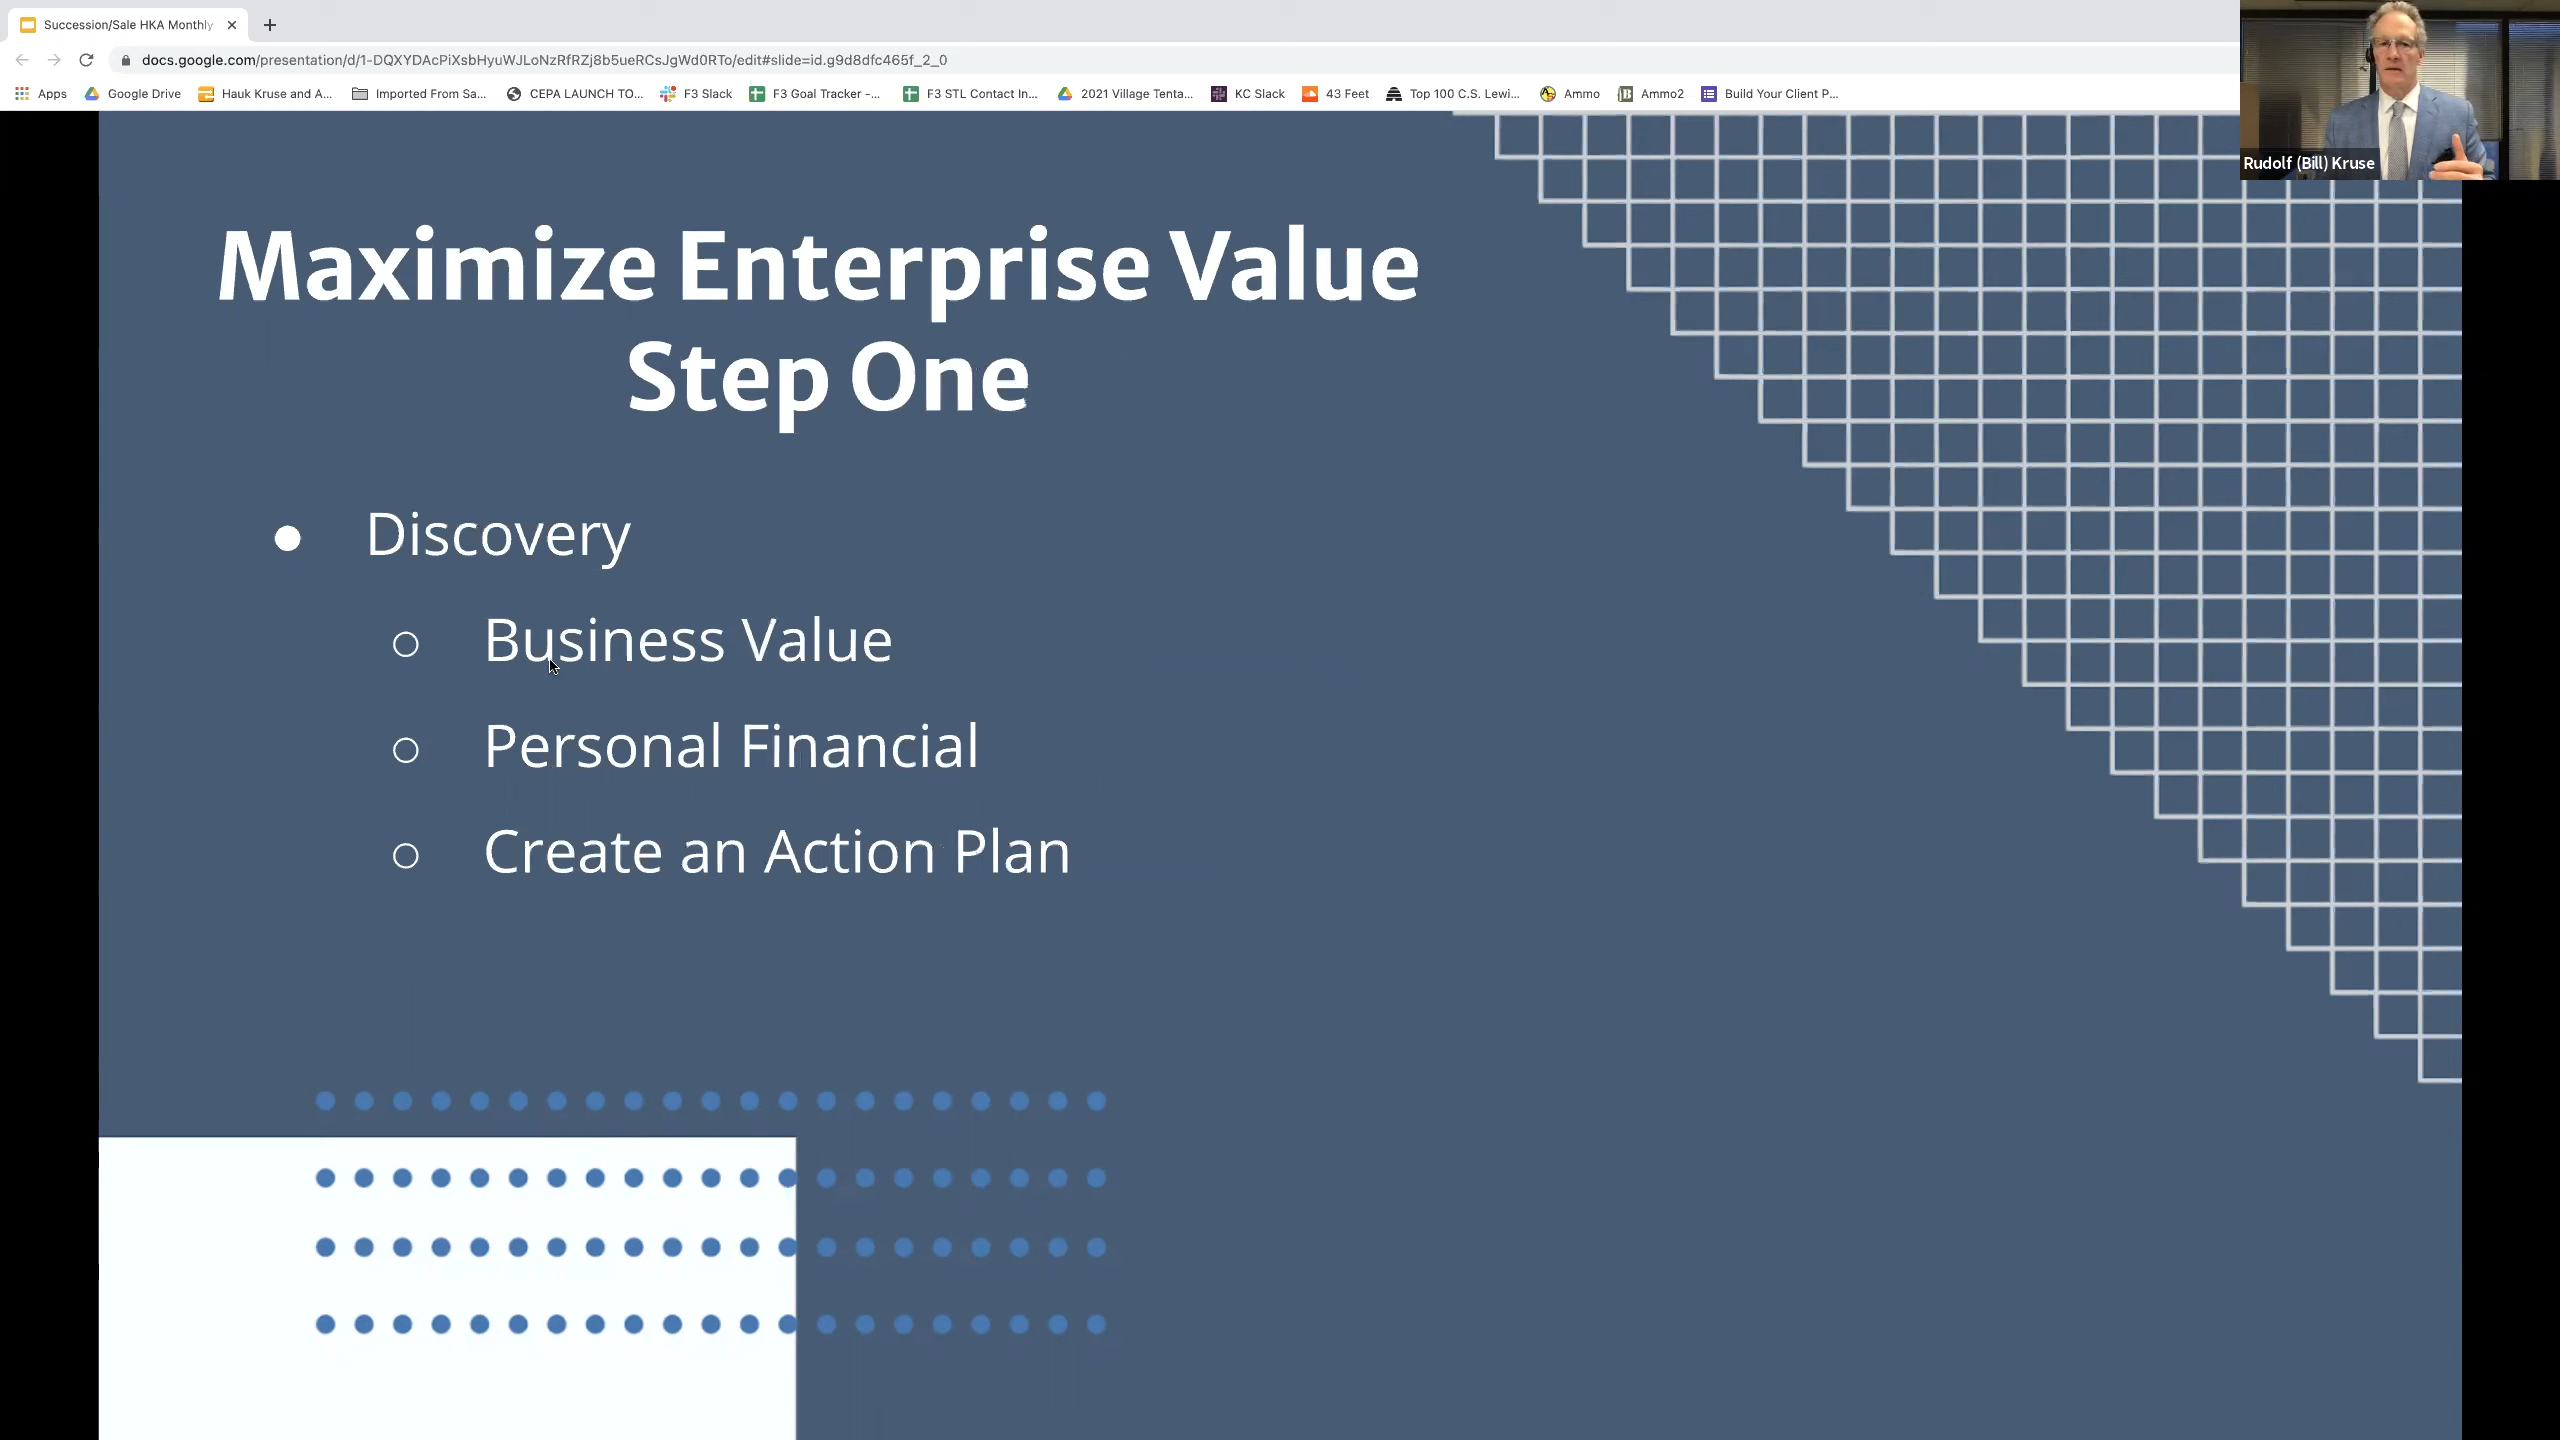 Succession/Sale HKA Monthly
docs.google.com/presentation/d/1-DQXYDAcPiXsbHyuWJLoNzRfRZj8b5ueRCsJgWd0RTo/edit#slide=id.g9d8dfc465f_2_0
Apps Google Drive Hauk Kruse and A... Imported From Sa... CEPA LAUNCH TO... F3 Slack F3 Goal Tracker -... F3 STL Contact In... 2021 Village Tenta... KC Slack 43 Feet Top 100 C.S. Lewi... Ammo Ammo2 Build Your Client P...
Rudolf (Bill) Kruse
Maximize Enterprise Value
Step One
Discovery
Business Value
Personal Financial
Create an Action Plan